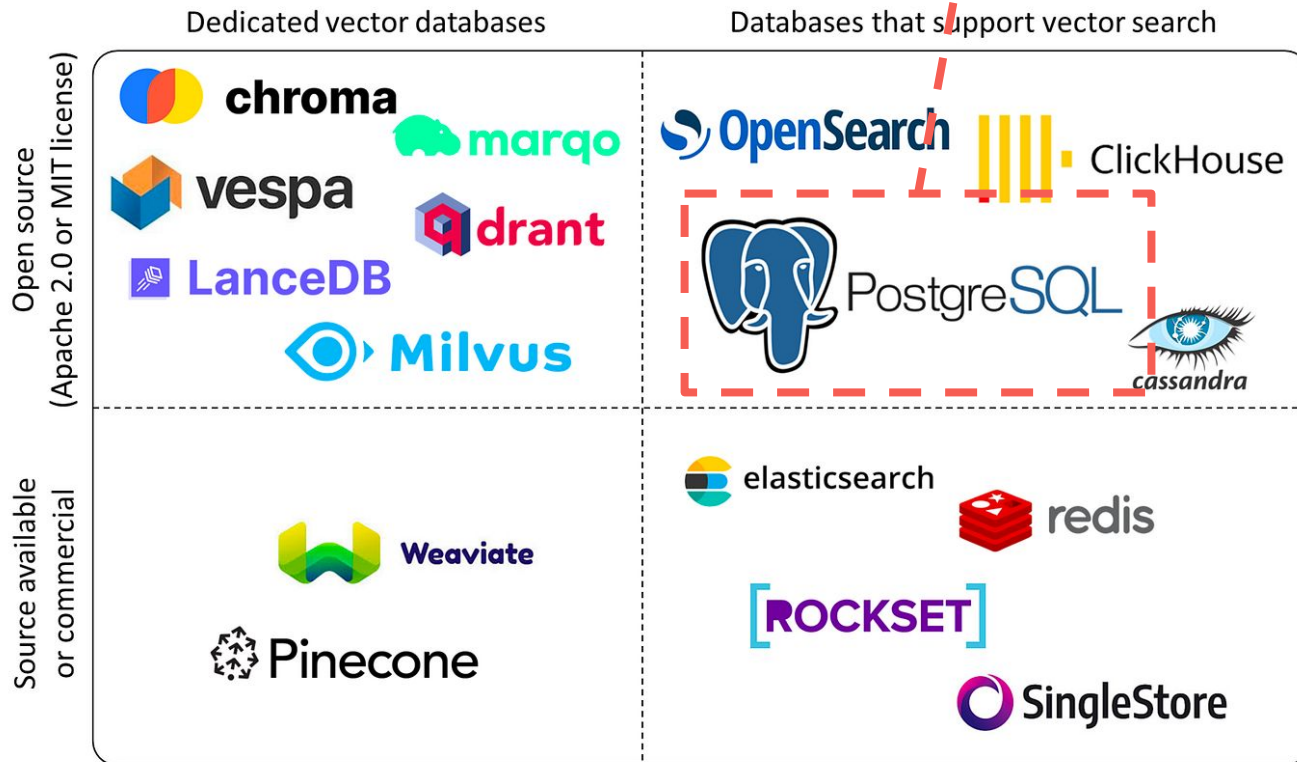 Dedicated vector databases
Databases that support vector search
Open source
(Apache 2.0 or MIT license)
chroma
marqo
vespa
qdrant
LanceDB
Milvus
OpenSearch
ClickHouse
PostgreSQL
cassandra
Source available
or commercial
Weaviate
Pinecone
elasticsearch
redis
[ROCKSET]
SingleStore